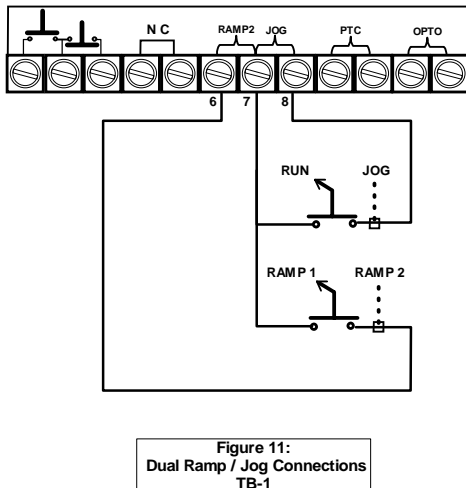 N C RAMP2 JOG PTC OPTO
6 7 8
RUN JOG
RAMP 1 RAMP 2
Figure 11:
Dual Ramp / Jog Connections
TB-1